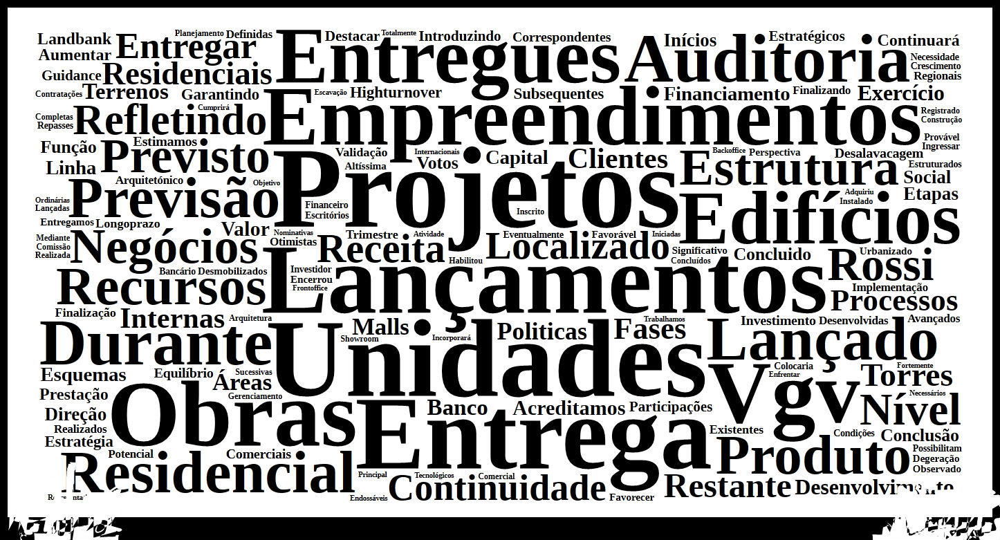 Landbank Entregar Planejamento Definidas Entregues Destacar Totalmente Introduzindo Correspondentes Auditoria Inícios Estratégicos Continuará
Aumentar Necessidade
Crescimento
Guidance Residenciais Regionais
Contratações Terrenos Garantindo Empreendimentos Escavação Highturnover Subsequentes Financiamento Finalizando Exercício
Completas Refletindo Cumprirá Registrado
Repasses Construção
Função Previsto Estimamos Provável
Ingressar
Linha Projetos Validação Internacionais Capital Clientes Estrutura Backoffice Perspectiva Desalavacagem
Altíssima Votos Estruturados
Previsão Arquitetónico Objetivo Social
Ordinárias Financeiro Inscrito Edifícios Adquiriu Etapas
Lançadas Escritórios Instalado
Entregamos Longoprazo Valor
Mediante Negócios Nominativas Receita Trimestre Atividade Localizado Eventualmente Favorável Iniciadas
Comissão Otimistas
Realizada Habilitou Significativo Concluido Rossi Urbanizado
Concluídos
Recursos Bancário Desmobilizados Lançamentos Investidor
Encerrou
Frontoffice Implementação
Processos
Finalização Internas Arquitetura Malls Politicas Fases Trabalhamos Lançado Investimento Desenvolvidas Avançados
Durante Unidades Showroom Incorporará
Esquemas Equilíbrio Sucessivas Vgv Colocaria Torres Fortemente
Áreas Enfrentar
Prestação Obras Gerenciamento Nível Necessários
Direção Entrega Banco Acreditamos Participações
Realizados Existentes Condições Conclusão
Estratégia Produto Possibilitam
Residencial Potencial Comerciais Degeração
Observado
Principal Continuidade Tecnológicos Comercial Restante
Endossáveis Favorecer